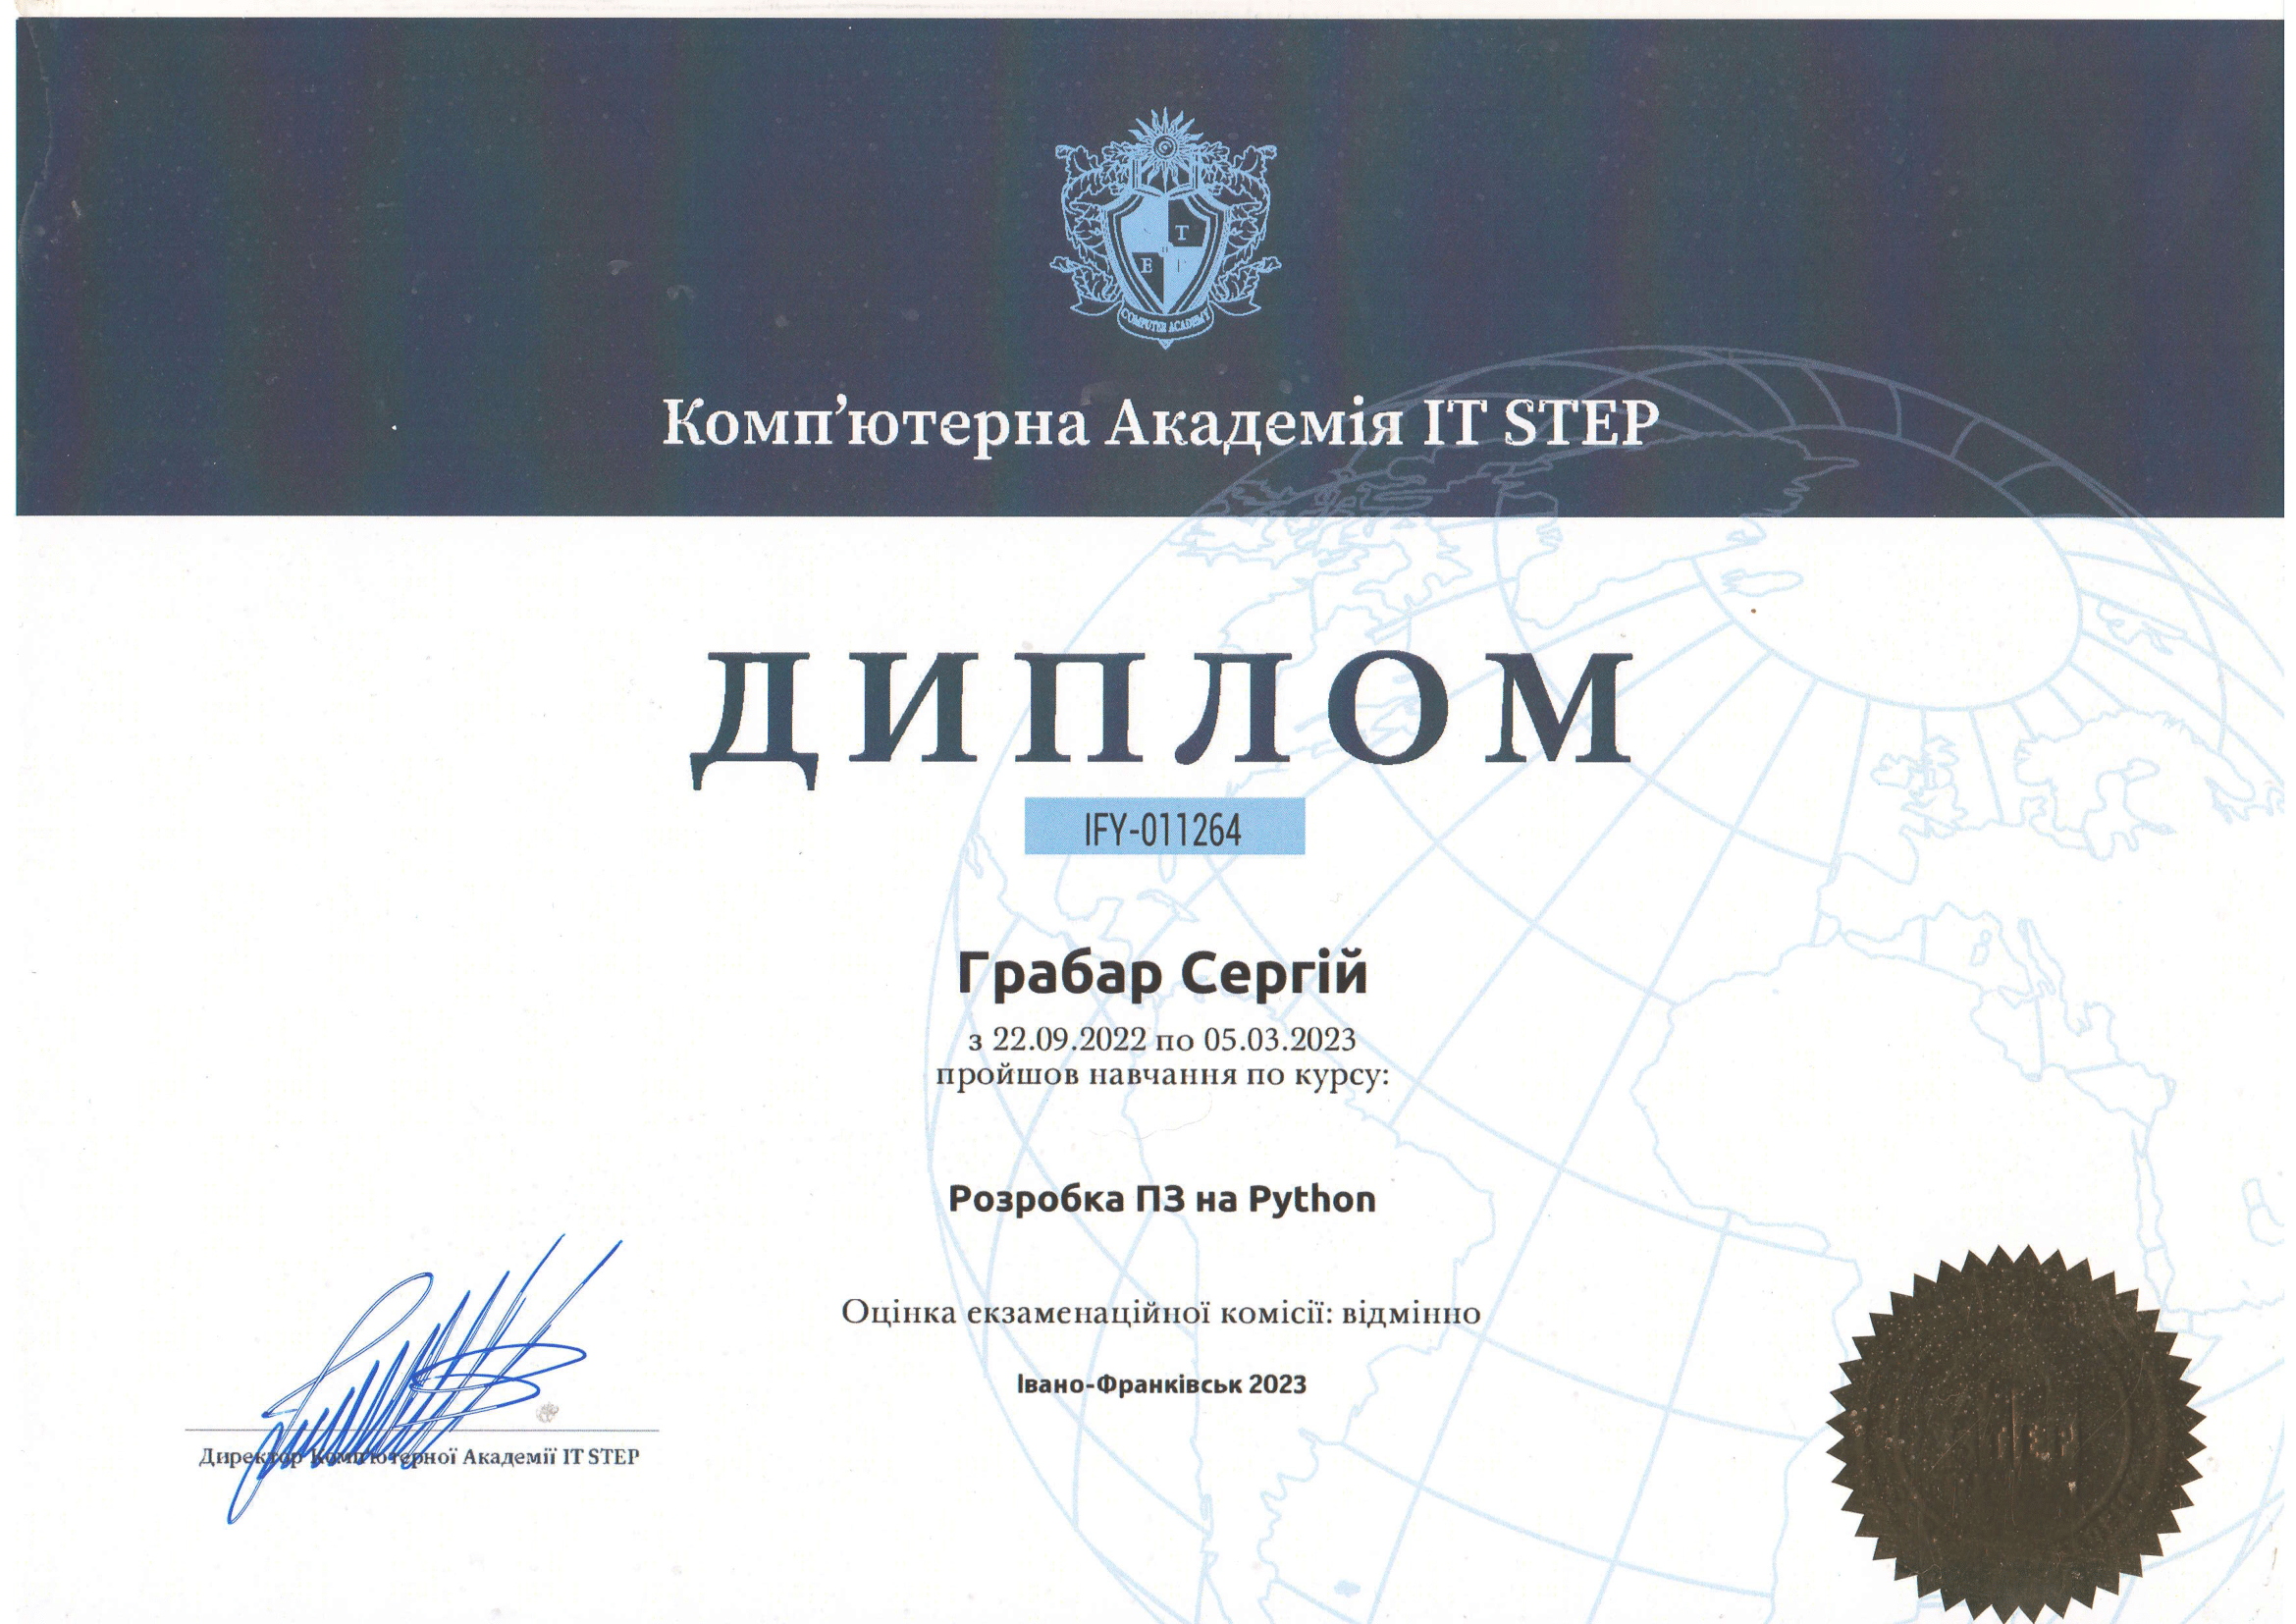 Т
Е
COMPUTER ACADEMY
Комп’ютерна Академія IT STEP
ДИПЛОМ
IFY-011264
Грабар Сергій
з 22.09.2022 по 05.03.2023
пройшов навчання по курсу:
Розробка ПЗ на Python
Оцінка екзаменаційної комісії: відмінно
Івано-Франківськ 2023
Директор Комп’ютерної Академії IT STEP